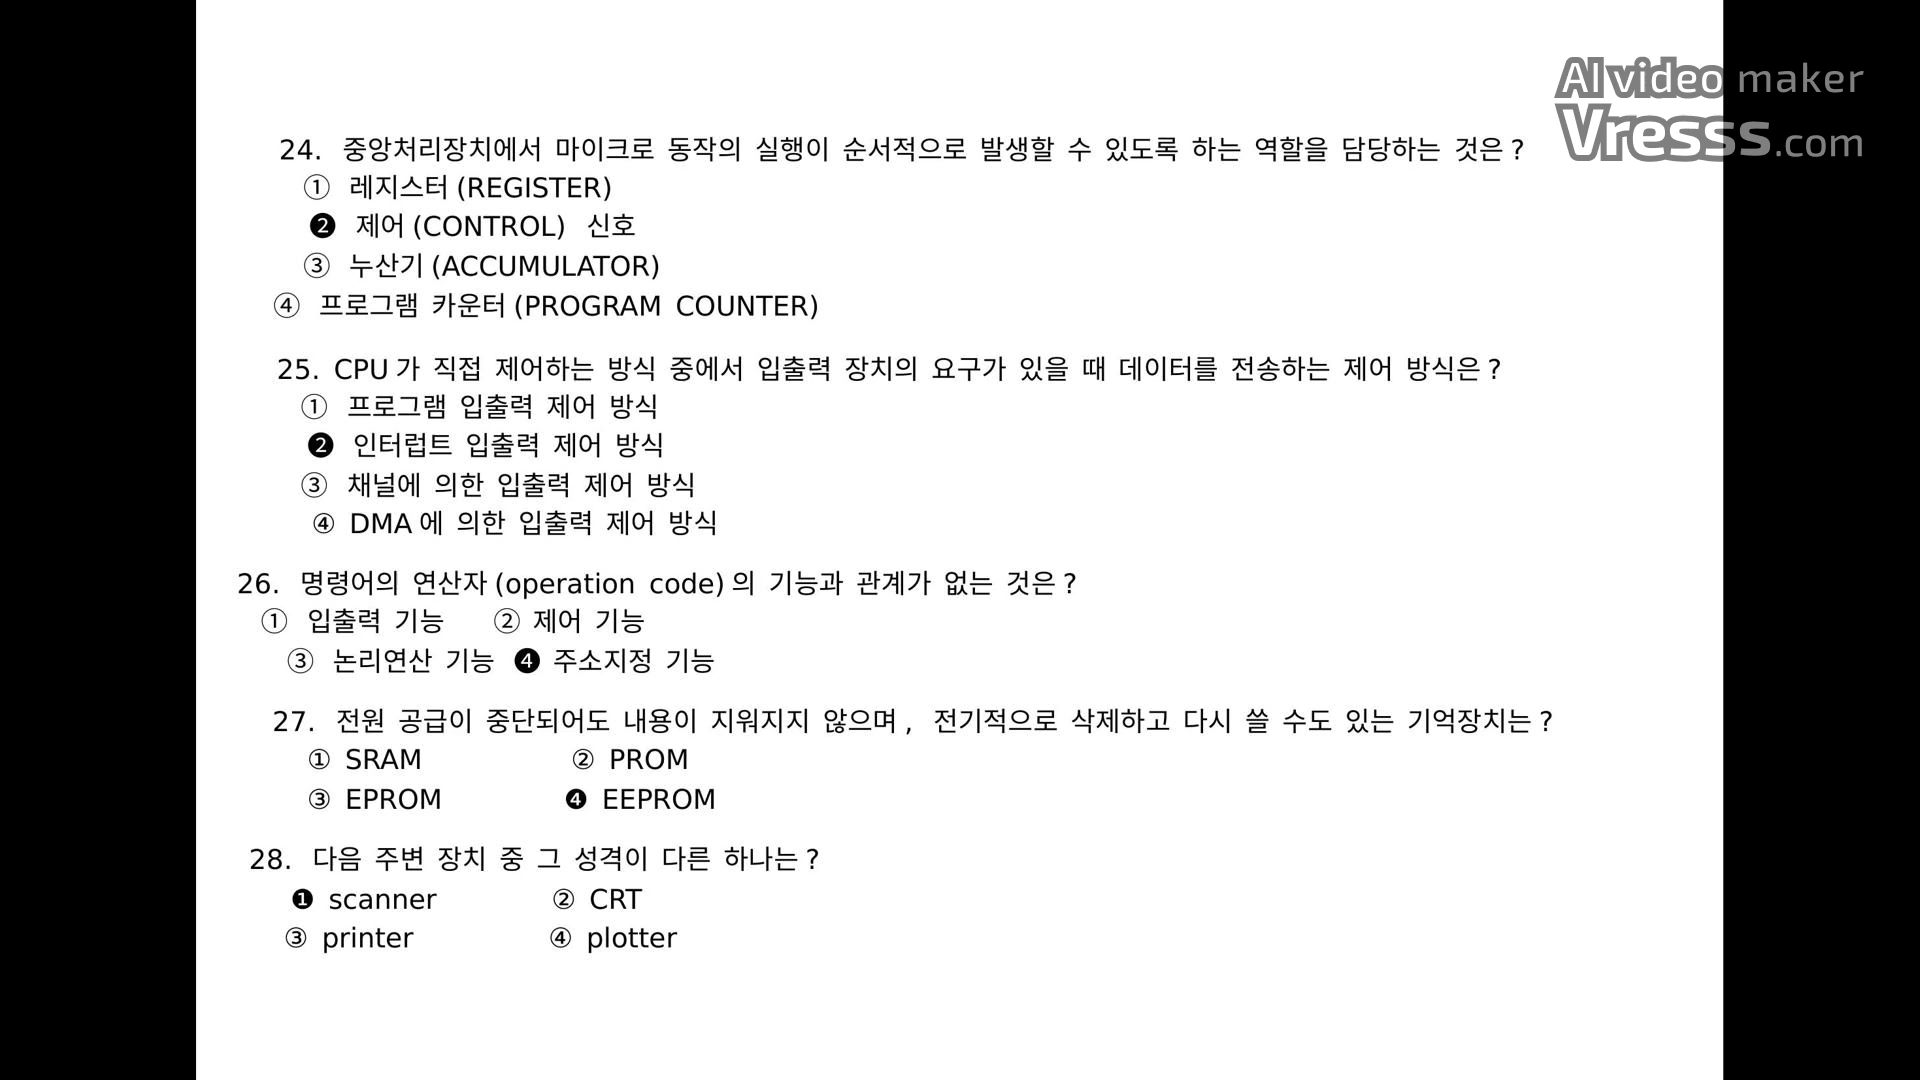 AI video maker
Vresss.com
24. 중앙처리장치에서 마이크로 동작의 실행이 순서적으로 발생할 수 있도록 하는 역할을 담당하는 것은?
① 레지스터(REGISTER)
❷ 제어(CONTROL) 신호
③ 누산기(ACCUMULATOR)
④ 프로그램 카운터(PROGRAM COUNTER)
25. CPU가 직접 제어하는 방식 중에서 입출력 장치의 요구가 있을 때 데이터를 전송하는 제어 방식은?
① 프로그램 입출력 제어 방식
❷ 인터럽트 입출력 제어 방식
③ 채널에 의한 입출력 제어 방식
④ DMA에 의한 입출력 제어 방식
26. 명령어의 연산자(operation code)의 기능과 관계가 없는 것은?
① 입출력 기능 ② 제어 기능
③ 논리연산 기능 ❹ 주소지정 기능
27. 전원 공급이 중단되어도 내용이 지워지지 않으며, 전기적으로 삭제하고 다시 쓸 수도 있는 기억장치는?
① SRAM ② PROM
③ EPROM ❹ EEPROM
28. 다음 주변 장치 중 그 성격이 다른 하나는?
❶ scanner ② CRT
③ printer ④ plotter